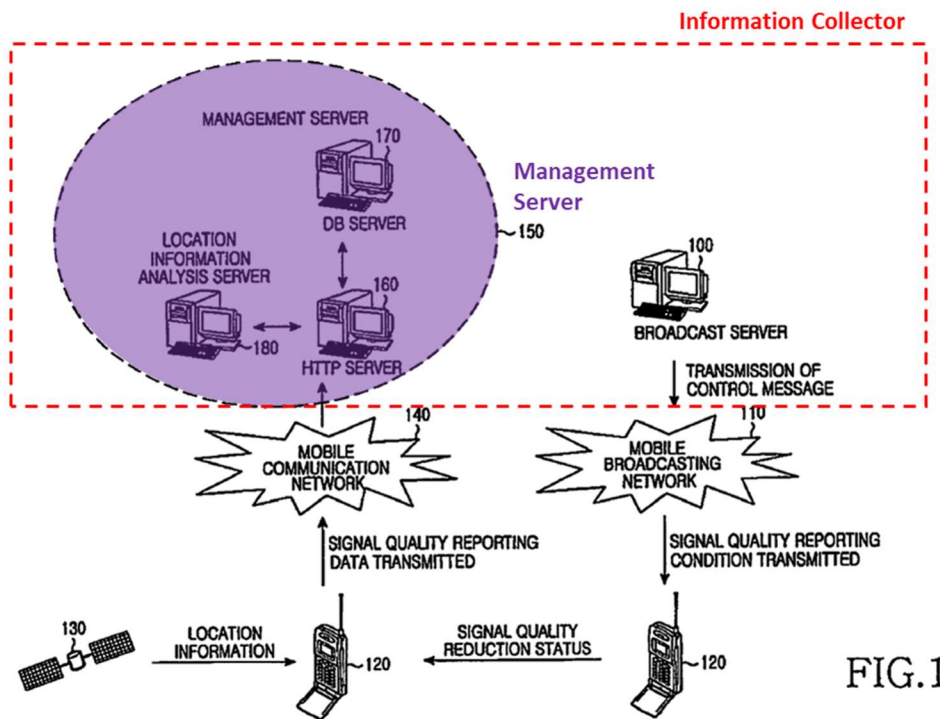 Information Collector
MANAGEMENT SERVER
170
DB SERVER
Management
Server
150
LOCATION
INFORMATION
ANALYSIS SERVER
180
160
HTTP SERVER
100
BROADCAST SERVER
TRANSMISSION OF
CONTROL MESSAGE
140
MOBILE
COMMUNICATION
NETWORK
110
MOBILE
BROADCASTING
NETWORK
SIGNAL QUALITY REPORTING
DATA TRANSMITTED
SIGNAL QUALITY REPORTING
CONDITION TRANSMITTED
130
LOCATION
INFORMATION
120
SIGNAL QUALITY
REDUCTION STATUS
120
FIG.1